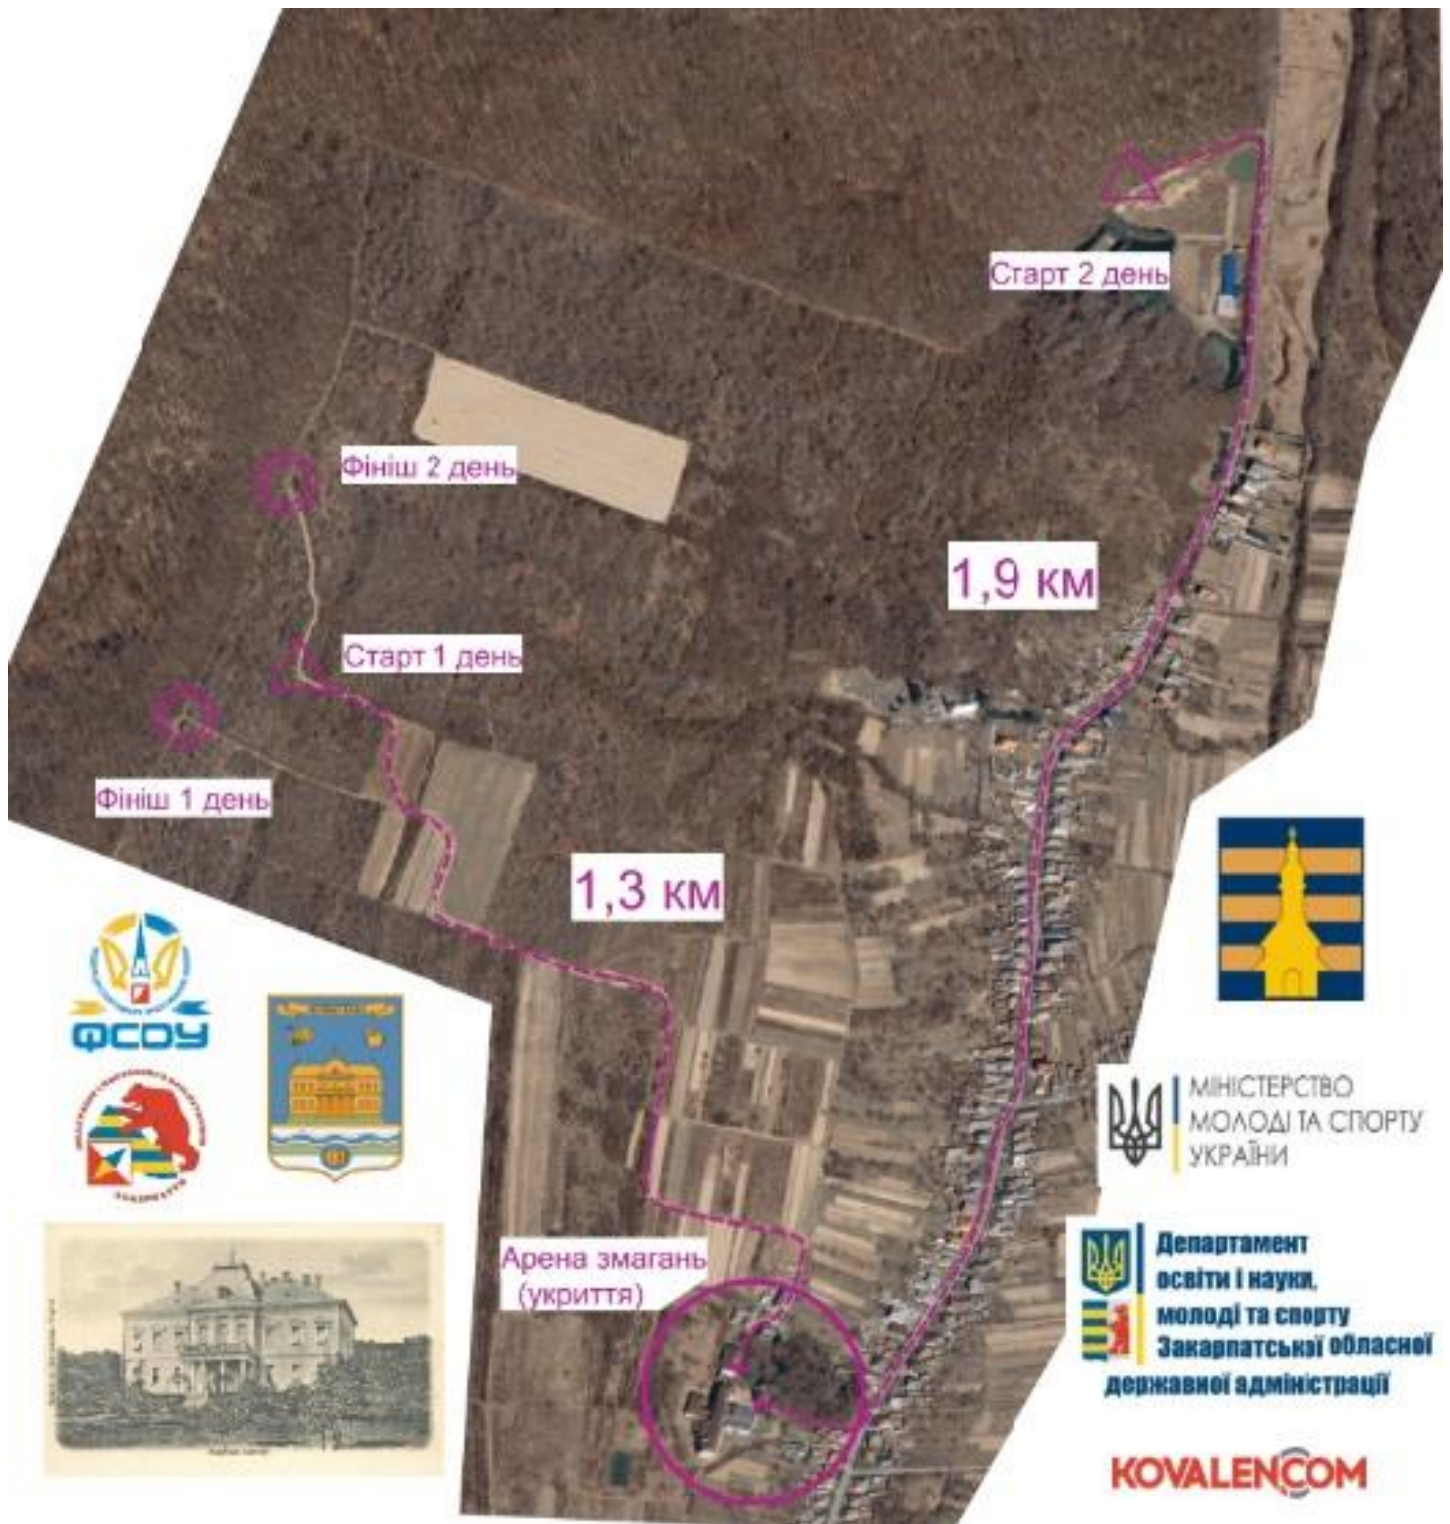 Старт 2 день
Фініш 2 день
1,9 км
Старт 1 день
Фініш 1 день
1,3 км
ФСОУ
МІНІСТЕРСТВО
МОЛОДІ ТА СПОРТУ
УКРАЇНИ
Арена змагань
(укриття)
Департамент
освіти і науки,
молоді та спорту
Закарпатської обласної
державної адміністрації
KOVALENCOM